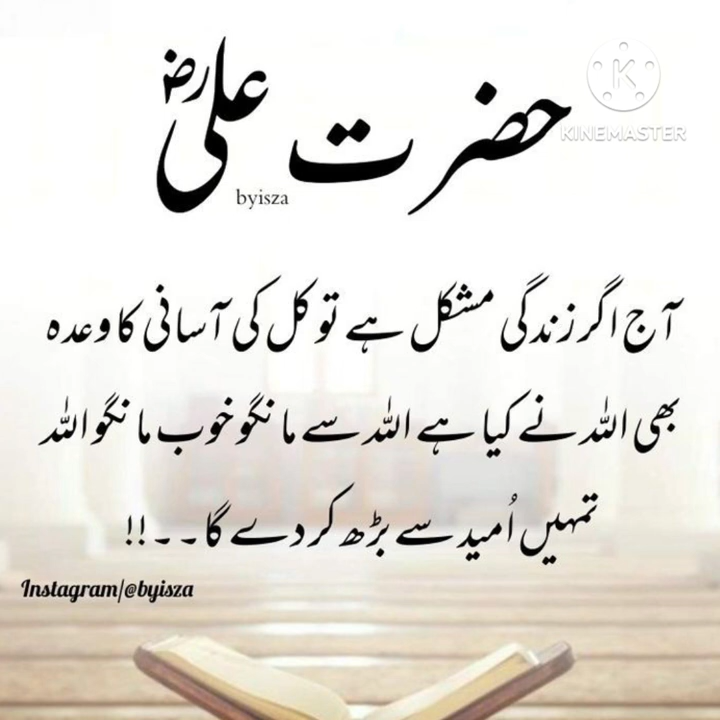 حضرت علی رضؓ
KINEMASTER
byisza
آج اگر زندگی مشکل ہے تو کل کی آسانی کا وعدہ
بھی اللہ نے کیا ہے اللہ سے مانگو خوب مانگو اللہ
تمہیں اُمید سے بڑھ کر دے گا۔۔!!
Instagram/@byisza